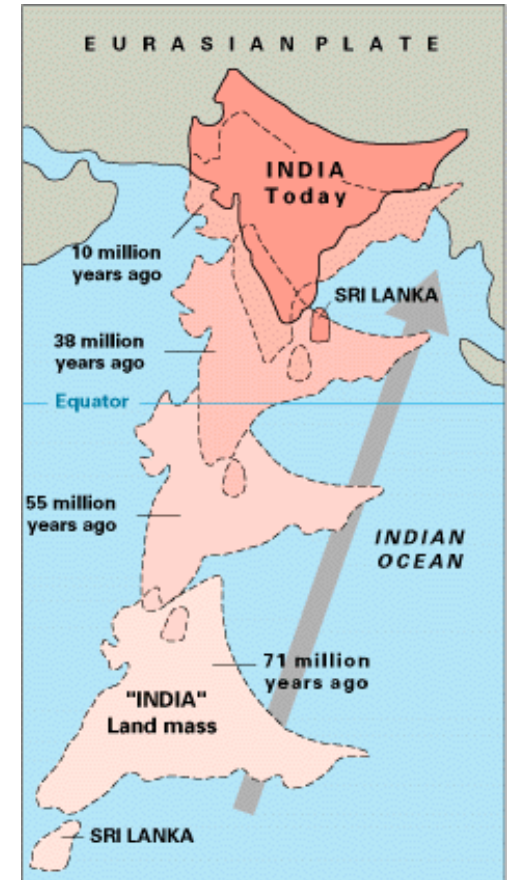 EURASIAN PLATE
INDIA
Today
10 million
years ago
SRI LANKA
38 million
years ago
Equator
55 million
years ago
INDIAN
OCEAN
71 million
years ago
"INDIA"
Land mass
SRI LANKA